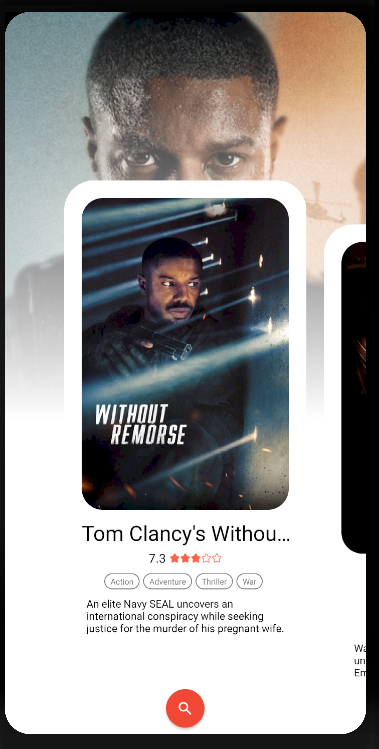 WITHOUT
REMORSE
Tom Clancy's Withou...
7.3
Action Adventure Thriller War
An elite Navy SEAL uncovers an
international conspiracy while seeking
justice for the murder of his pregnant wife.